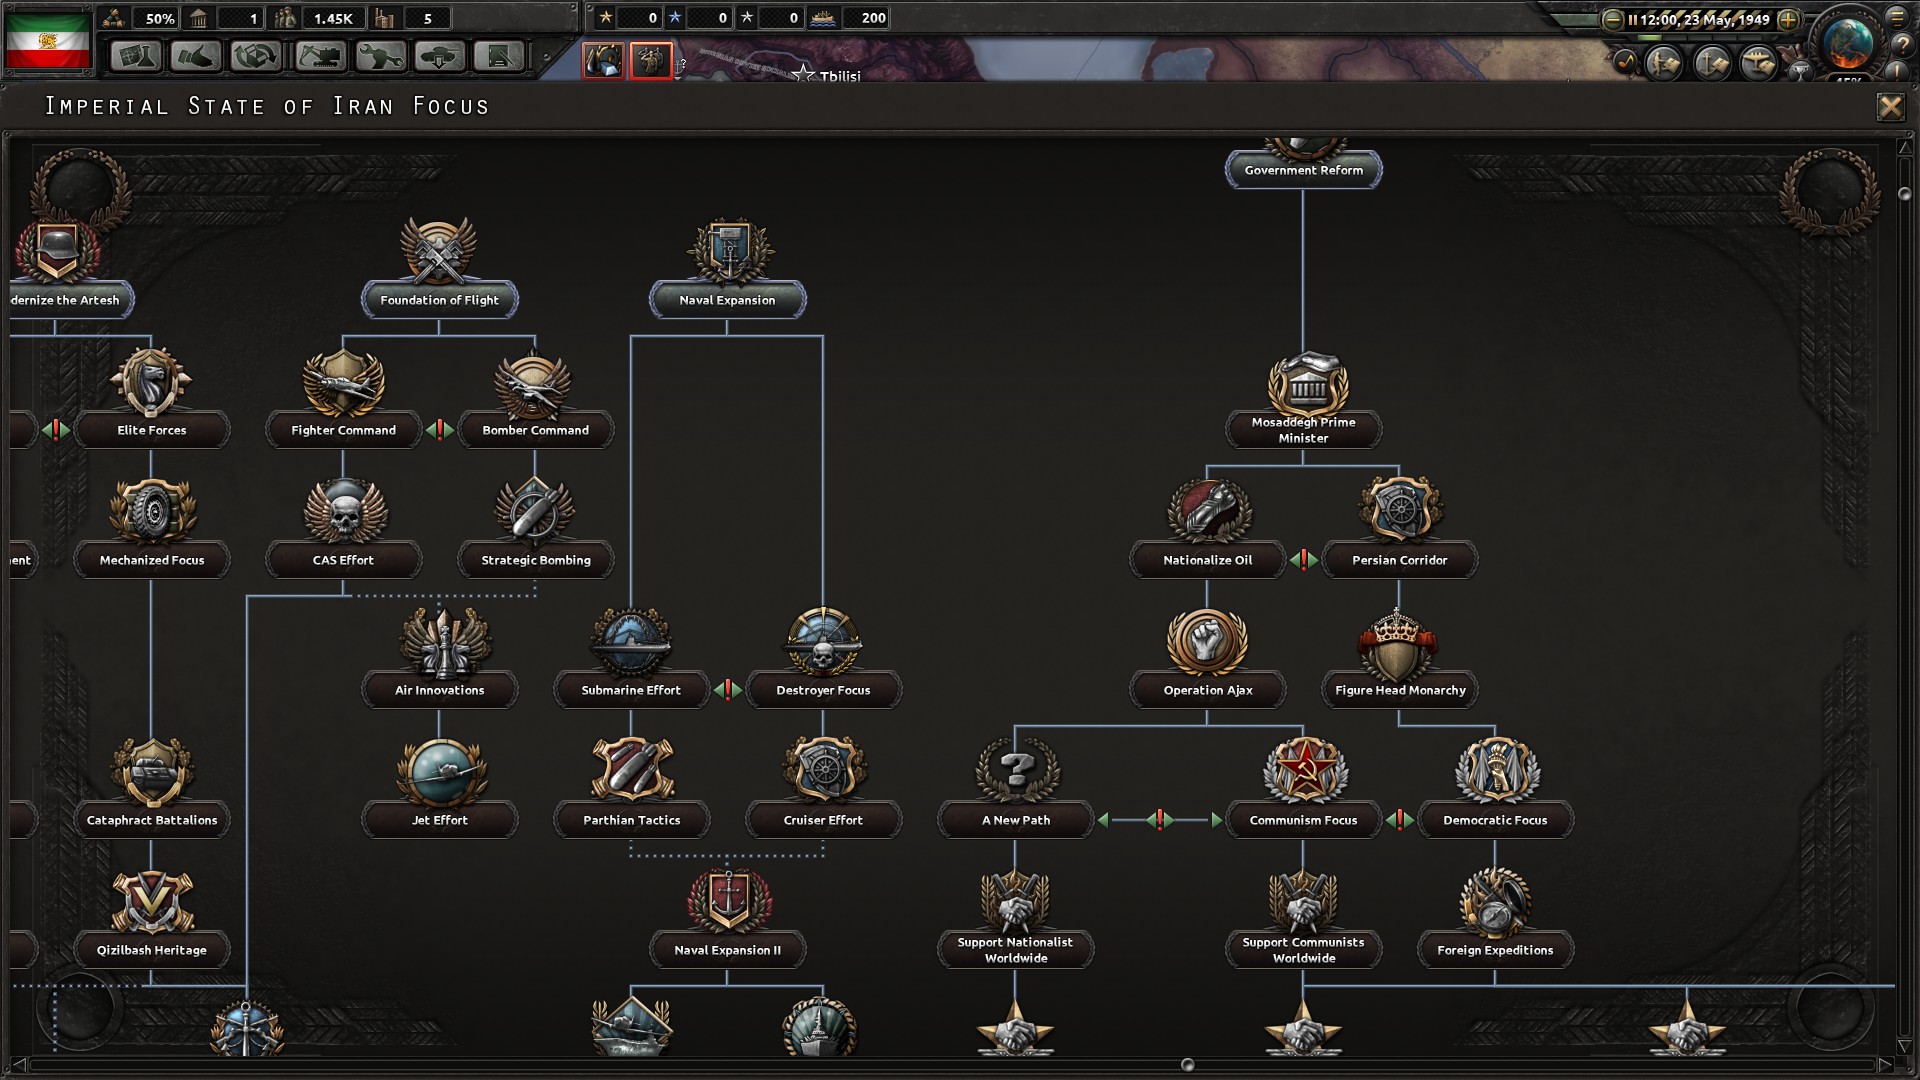 50%
1
1.45K
5
0
0
0
200
12:00, 23 May, 1949
Tbilisi
Imperial State of Iran Focus
Government Reform
dernize the Artesh
Foundation of Flight
Naval Expansion
Elite Forces
Fighter Command
Bomber Command
Mosaddegh Prime
Minister
ent
Mechanized Focus
CAS Effort
Strategic Bombing
Nationalize Oil
Persian Corridor
Air Innovations
Submarine Effort
Destroyer Focus
Operation Ajax
Figure Head Monarchy
Cataphract Battalions
Jet Effort
Parthian Tactics
Cruiser Effort
A New Path
Communism Focus
Democratic Focus
Qizilbash Heritage
Naval Expansion II
Support Nationalist
Worldwide
Support Communists
Worldwide
Foreign Expeditions